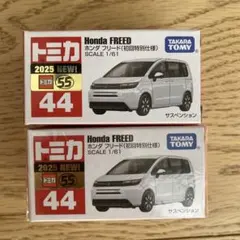 トミカ
2025 NEW!
55
44
Honda FREED
ホンダ フリード(初回特別仕様)
SCALE 1/61
TAKARA TOMY
サスペンション
トミカ
2025 NEW!
55
44
Honda FREED
ホンダ フリード(初回特別仕様)
SCALE 1/61
TAKARA TOMY
サスペンション